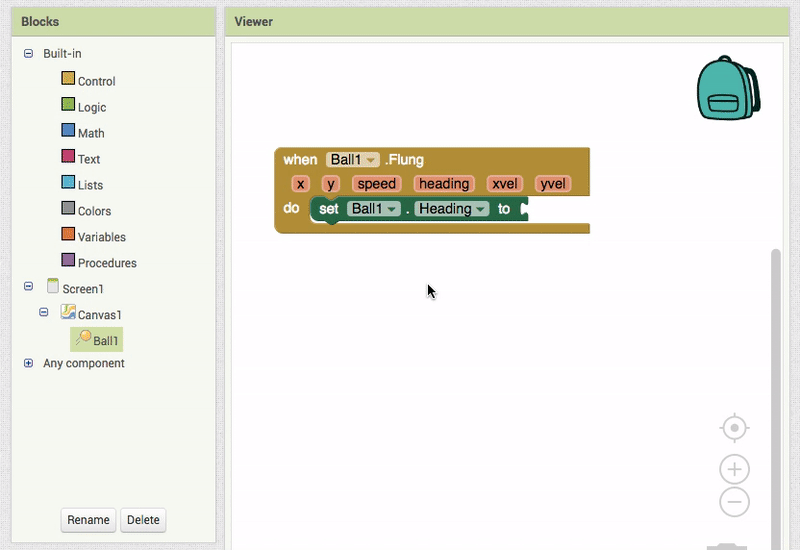 Blocks
Viewer
Built-in
Control
Logic
Math
Text
Lists
Colors
Variables
Procedures
Screen1
Canvas1
Ball1
Any component
Rename Delete
when Ball1 .Flung
x y speed heading xvel yvel
do set Ball1 . Heading to